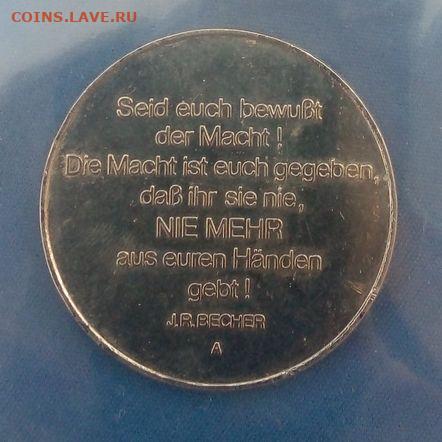 COINS.LAVE.RU
Seid euch bewußt
der Macht!
Die Macht ist euch gegeben,
daß ihr sie nie,
NIE MEHR
aus euren Händen
gebt!
J.R.BECHER
A